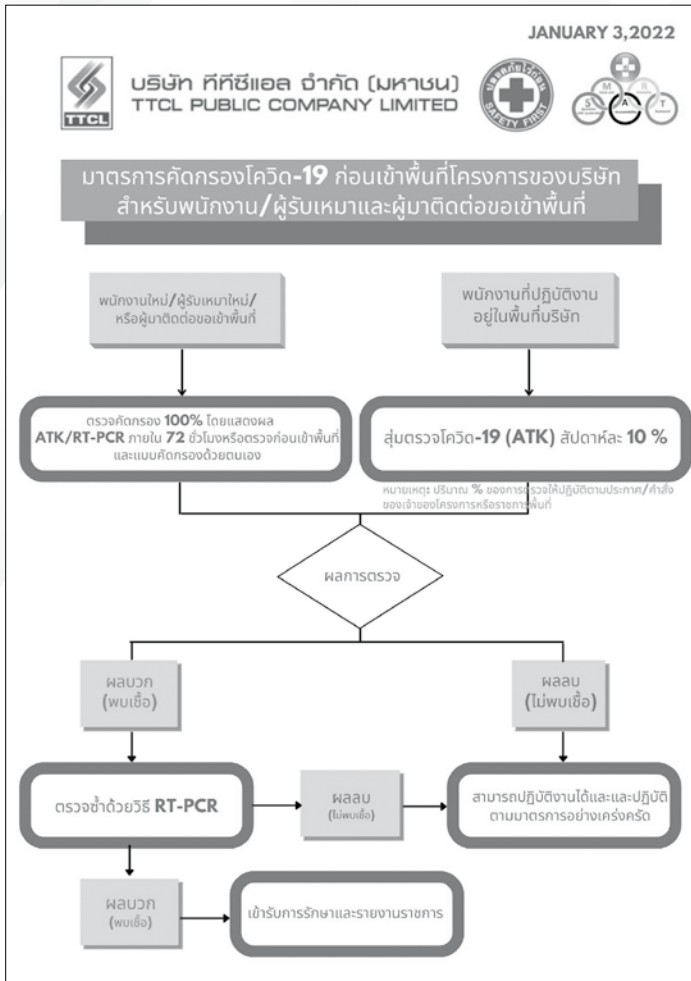 JANUARY 3,2022
บริษัท ทีทีซีแอล จำกัด (มหาชน)
TTCL PUBLIC COMPANY LIMITED
TTCL
ปลอดภัยไว้ก่อน
SAFETY FIRST
M
R
S
A
T
มาตรการคัดกรองโควิด-19 ก่อนเข้าพื้นที่โครงการของบริษัท
สำหรับพนักงาน/ผู้รับเหมาและผู้มาติดต่อขอเข้าพื้นที่
พนักงานใหม่/ผู้รับเหมาใหม่/
หรือผู้มาติดต่อขอเข้าพื้นที่
พนักงานที่ปฏิบัติงาน
อยู่ในพื้นที่บริษัท
ตรวจคัดกรอง 100% โดยแสดงผล
ATK/RT-PCR ภายใน 72 ชั่วโมงหรือตรวจก่อนเข้าพื้นที่
และแบบคัดกรองด้วยตนเอง
สุ่มตรวจโควิด-19 (ATK) สัปดาห์ละ 10 %
หมายเหตุ: ปริมาณ % ของการตรวจให้ปฏิบัติตามประกาศ/คำสั่ง
ของเจ้าของโครงการหรือราชการพื้นที่
ผลการตรวจ
ผลบวก
(พบเชื้อ)
ผลลบ
(ไม่พบเชื้อ)
ตรวจซ้ำด้วยวิธี RT-PCR
ผลลบ
(ไม่พบเชื้อ)
สามารถปฏิบัติงานได้และและปฏิบัติ
ตามมาตรการอย่างเคร่งครัด
ผลบวก
(พบเชื้อ)
เข้ารับการรักษาและรายงานราชการ